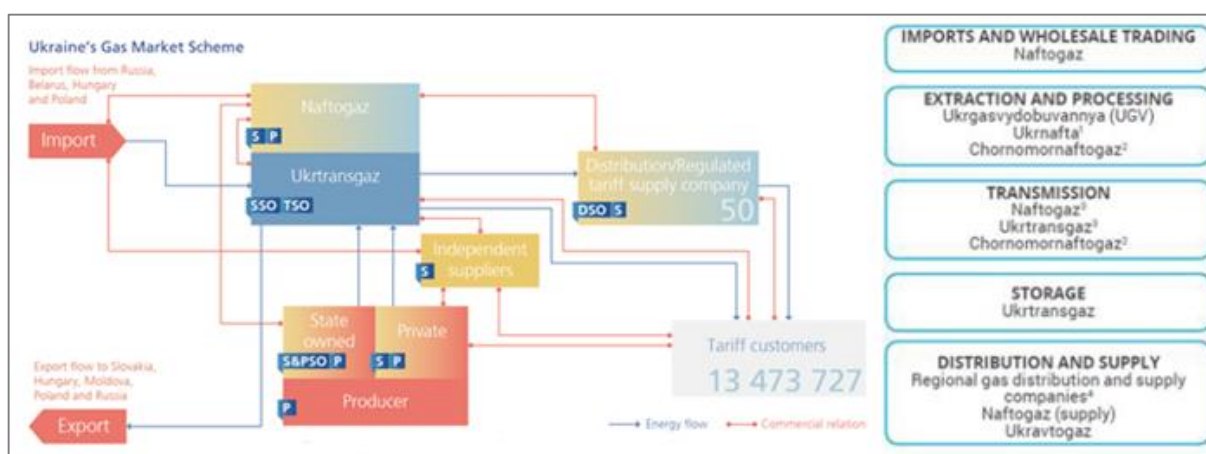 Ukraine's Gas Market Scheme
Import flow from Russia,
Belarus, Hungary
and Poland
Import
Naftogaz
S P
Ukrtransgaz
SSO TSO
Distribution/Regulated
tariff supply company
50
DSO S
Independent
suppliers
S
State
owned
S&PSO P
Private
S P
Producer
P
Tariff customers
13 473 727
Export flow to Slovakia,
Hungary, Moldova,
Poland and Russia
Export
Energy flow
Commercial relation
IMPORTS AND WHOLESALE TRADING
Naftogaz
EXTRACTION AND PROCESSING
Ukrgasvydobuvannya (UGV)
Ukrnafta¹
Chornomornaftogaz²
TRANSMISSION
Naftogaz³
Ukrtransgaz³
Chornomornaftogaz²
STORAGE
Ukrtransgaz
DISTRIBUTION AND SUPPLY
Regional gas distribution and supply
companies⁴
Naftogaz (supply)
Ukravtogaz